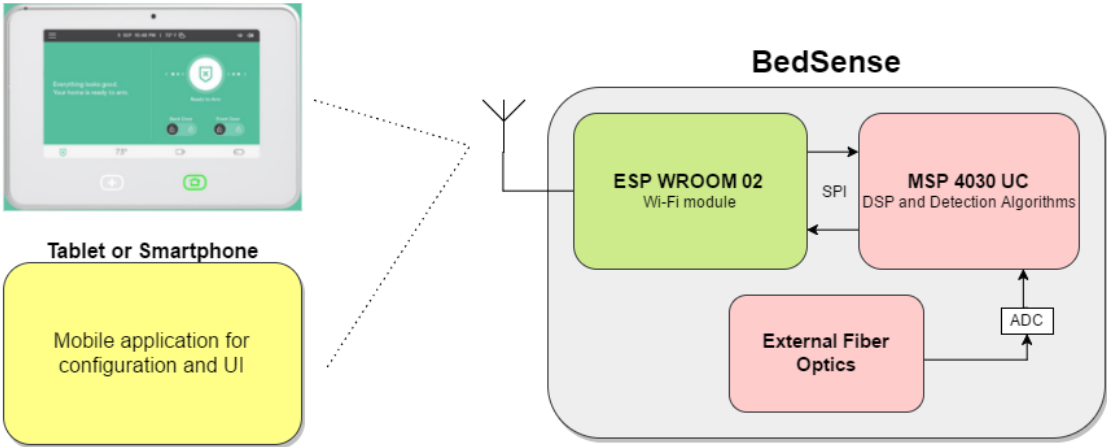 Everything looks good.
Your home is ready to arm.
Ready to Arm
73°
Tablet or Smartphone
Mobile application for
configuration and UI
BedSense
ESP WROOM 02
Wi-Fi module
SPI
MSP 4030 UC
DSP and Detection Algorithms
ADC
External Fiber
Optics